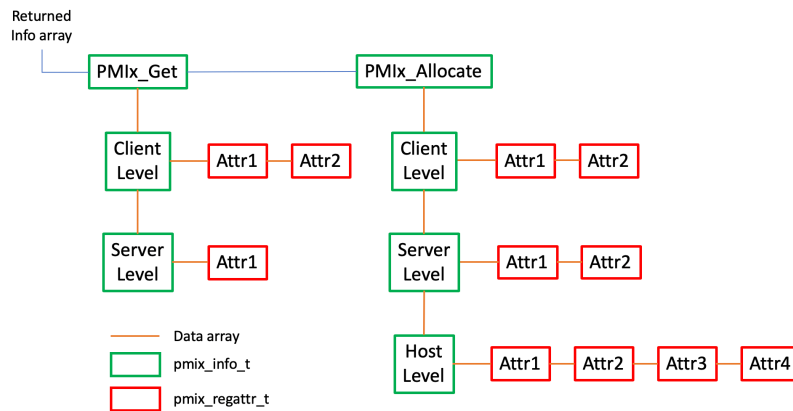 Returned
Info array
PMIx_Get
PMIx_Allocate
Client
Level
Attr1
Attr2
Client
Level
Attr1
Attr2
Server
Level
Attr1
Server
Level
Attr1
Attr2
Host
Level
Attr1
Attr2
Attr3
Attr4
Data array
pmix_info_t
pmix_regattr_t